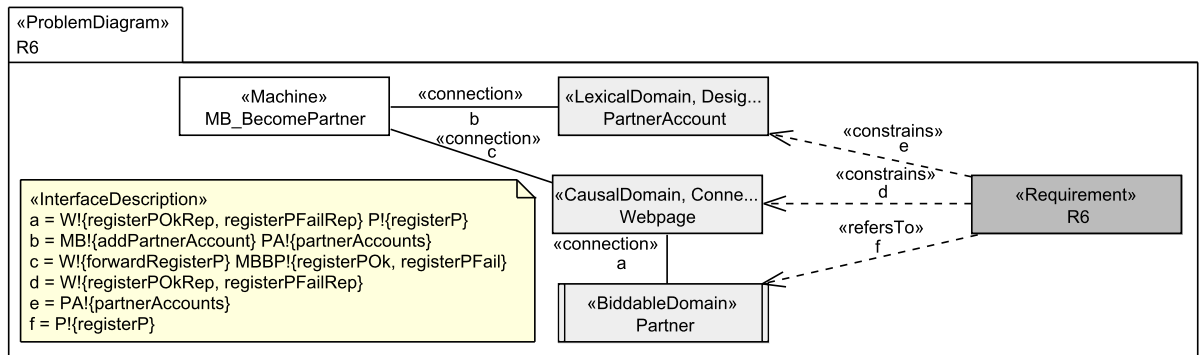 «ProblemDiagram»
R6
«Machine»
MB_BecomePartner
«connection»
b
«LexicalDomain, Desig...
PartnerAccount
«connection»
c
«constrains»
e
«InterfaceDescription»
a = W!{registerPOkRep, registerPFailRep} P!{registerP}
b = MB!{addPartnerAccount} PA!{partnerAccounts}
c = W!{forwardRegisterP} MBBP!{registerPOk, registerPFail}
d = W!{registerPOkRep, registerPFailRep}
e = PA!{partnerAccounts}
f = P!{registerP}
«CausalDomain, Conne...
Webpage
«constrains»
d
«Requirement»
R6
«connection»
a
«refersTo»
f
«BiddableDomain»
Partner